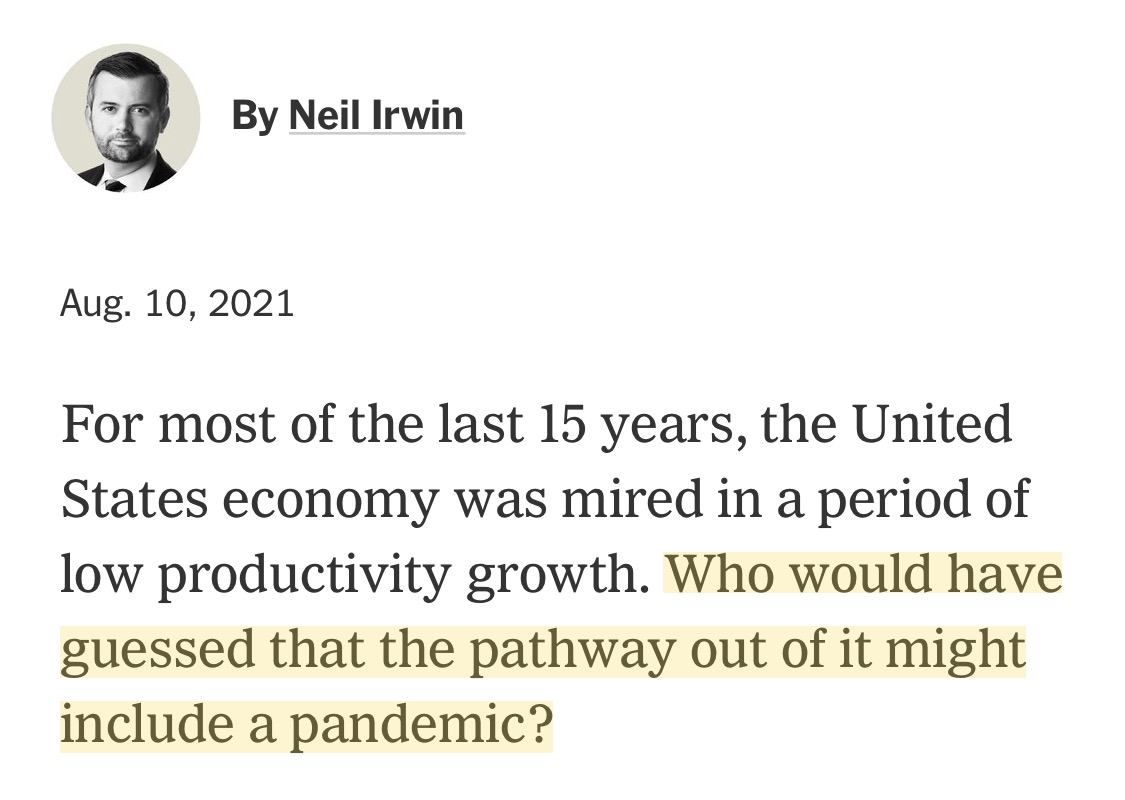 By Neil Irwin
Aug. 10, 2021
For most of the last 15 years, the United
States economy was mired in a period of
low productivity growth. Who would have
guessed that the pathway out of it might
include a pandemic?